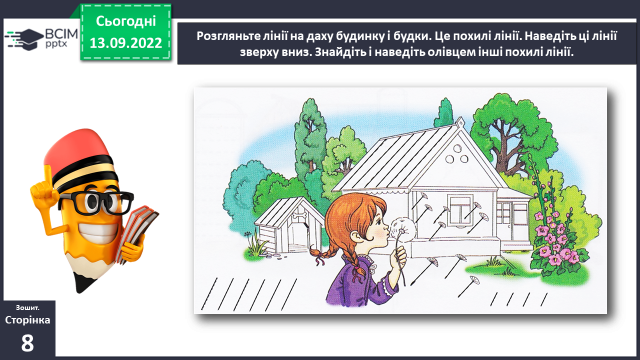 ВСІМ
pptx
Сьогодні
13.09.2022
Розгляньте лінії на даху будинку і будки. Це похилі лінії. Наведіть ці лінії
зверху вниз. Знайдіть і наведіть олівцем інші похилі лінії.
Зошит.
Сторінка
8